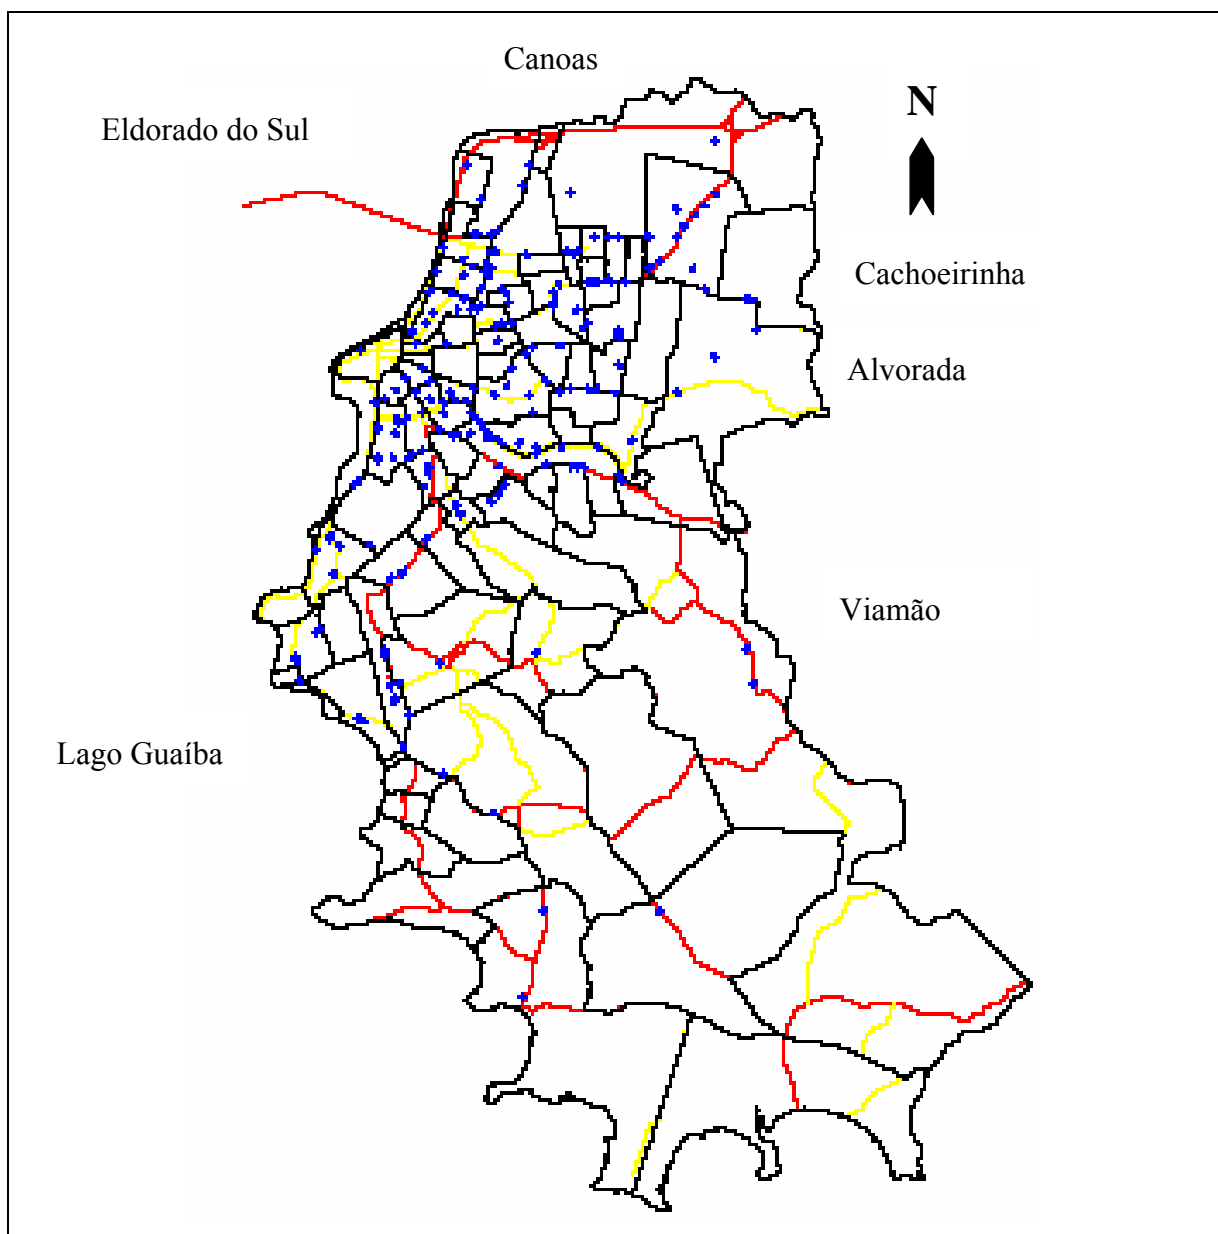 Canoas
N
Eldorado do Sul
Cachoeirinha
Alvorada
Viamão
Lago Guaíba